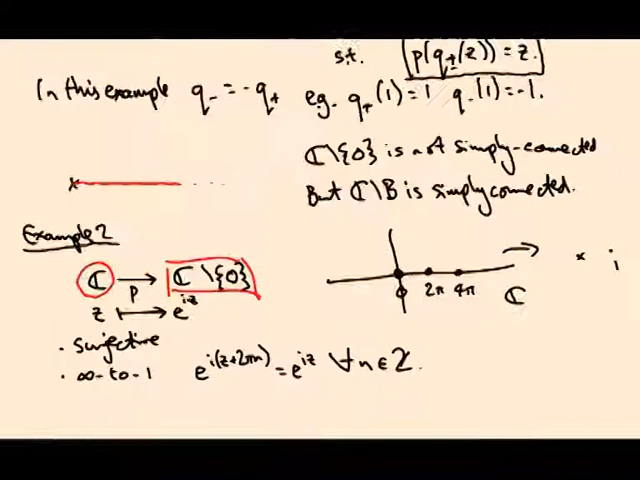 s.t. p(q±(z)) = z.
In this example q₋ = -q₊ e.g. q₊(1) = 1 q₋(1) = -1.
ℂ\{0} is not simply-connected
But ℂ\B is simply connected.
Example 2
ℂ → ℂ\{0}
p
z ↦ e^{iz}
2π 4π ℂ
· surjective
· ∞-to-1
e^{i(z+2πn)} = e^{iz} ∀n∈ℤ.